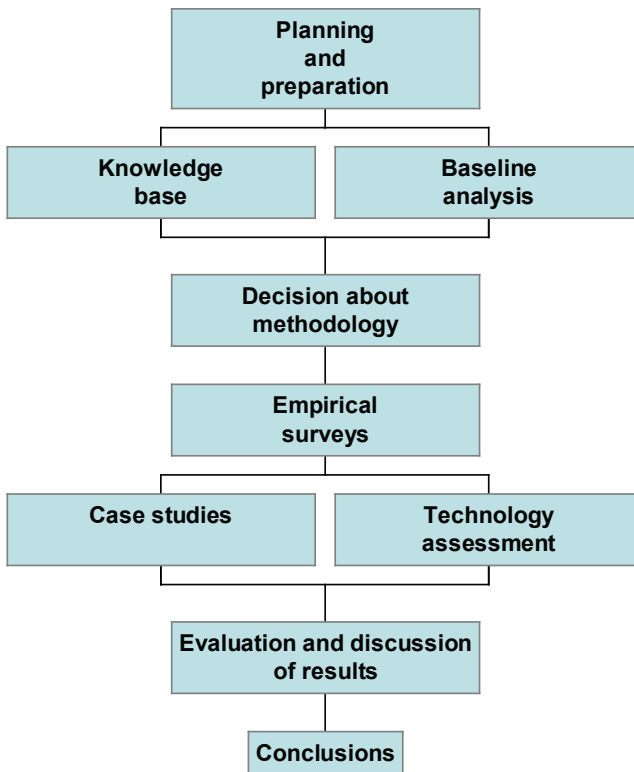 Planning
and
preparation
Knowledge
base
Baseline
analysis
Decision about
methodology
Empirical
surveys
Case studies
Technology
assessment
Evaluation and discussion
of results
Conclusions